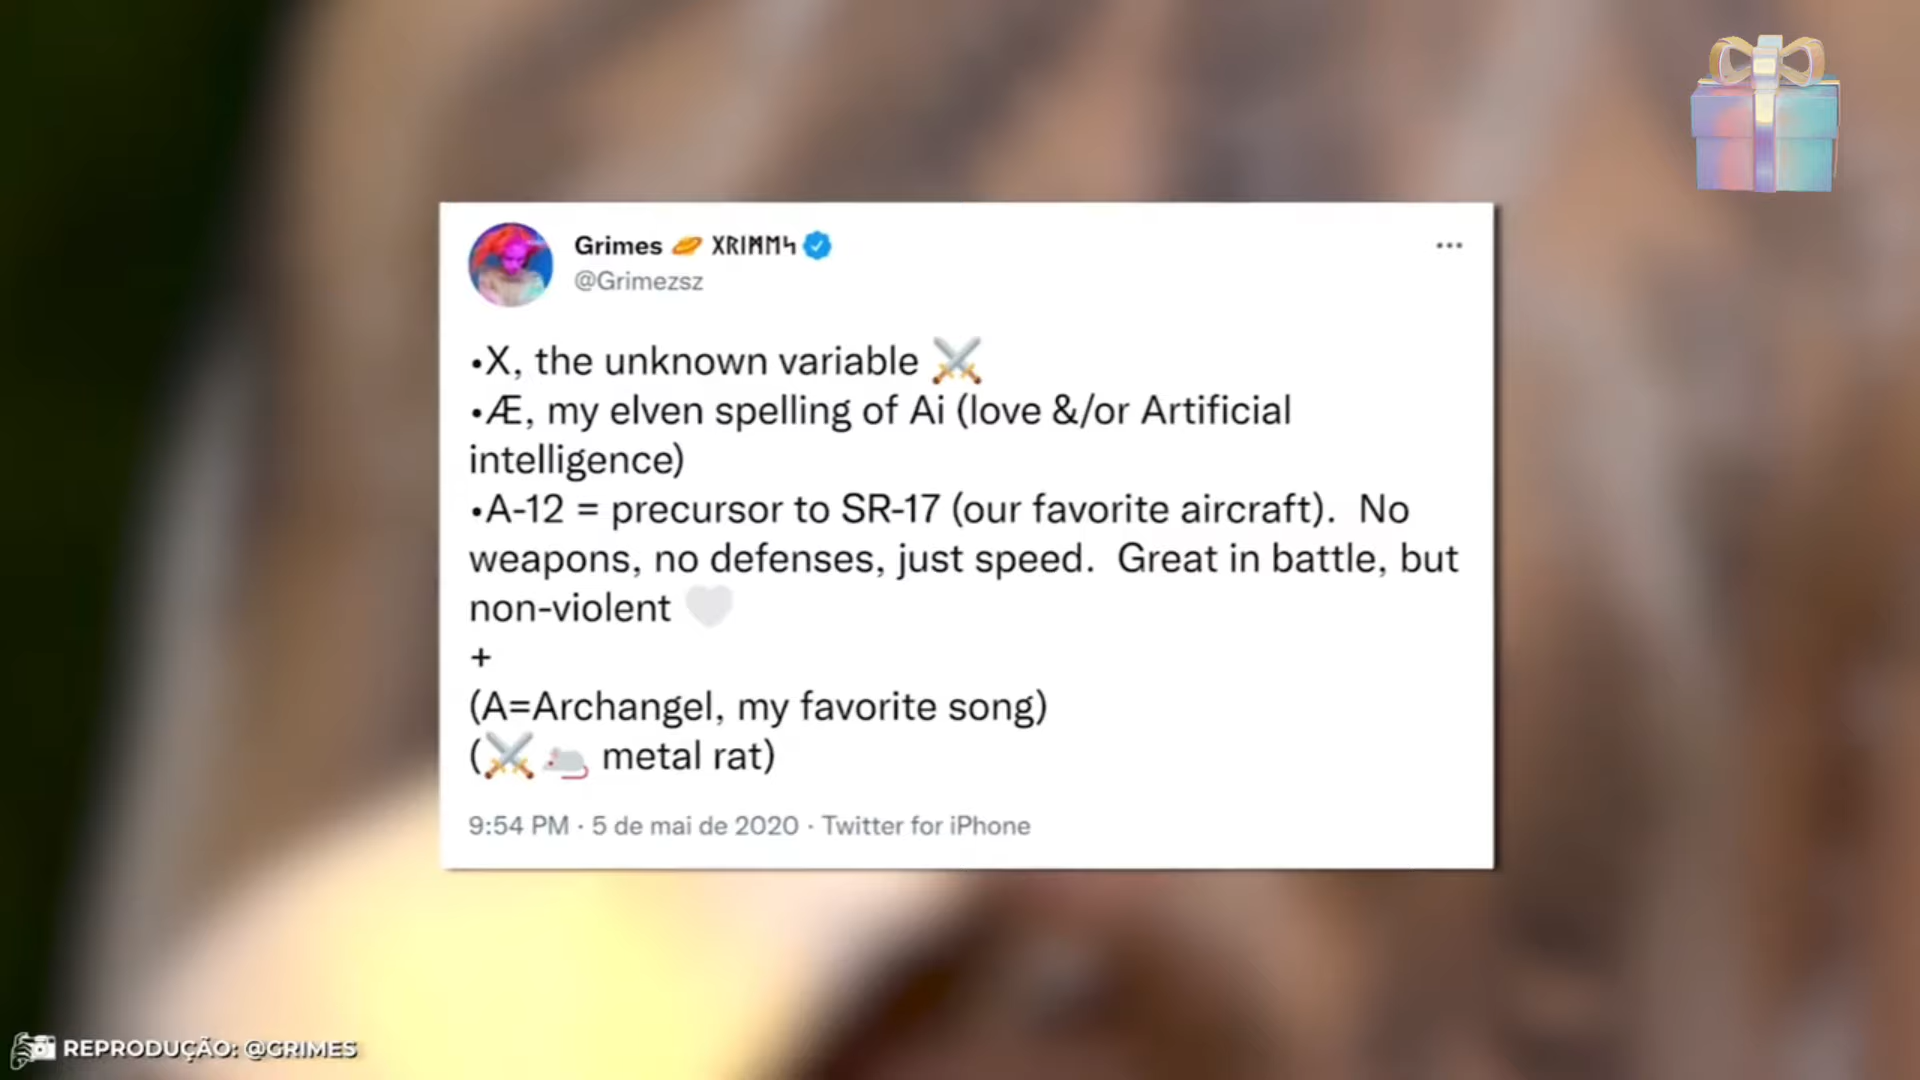 Grimes 🪐 ᚷᚱᛁᛗᛖᛋ
@Grimezsz
•X, the unknown variable ⚔️
•Æ, my elven spelling of Ai (love &/or Artificial
intelligence)
•A-12 = precursor to SR-17 (our favorite aircraft).  No
weapons, no defenses, just speed.  Great in battle, but
non-violent 🤍
+
(A=Archangel, my favorite song)
(⚔️🐁 metal rat)
9:54 PM · 5 de mai de 2020 · Twitter for iPhone
REPRODUÇÃO: @GRIMES